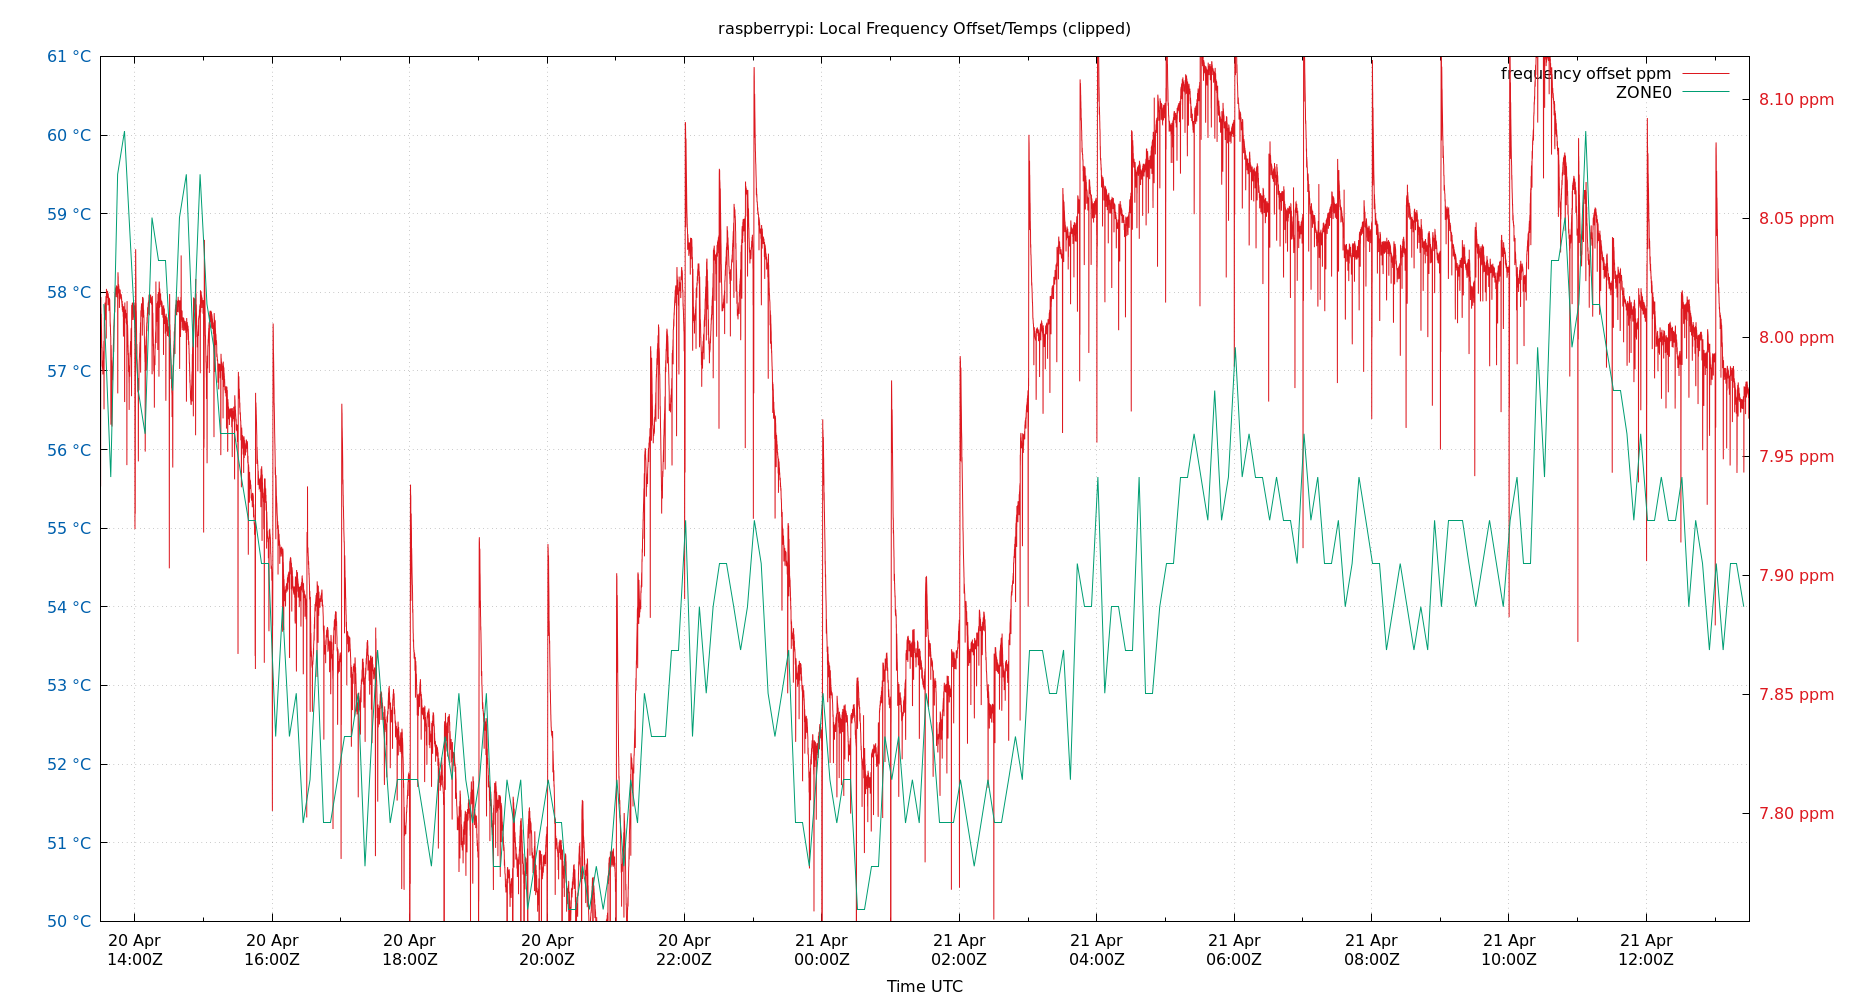 raspberrypi: Local Frequency Offset/Temps (clipped)
61 °C
60 °C
59 °C
58 °C
57 °C
56 °C
55 °C
54 °C
53 °C
52 °C
51 °C
50 °C
frequency offset ppm
ZONE0
8.10 ppm
8.05 ppm
8.00 ppm
7.95 ppm
7.90 ppm
7.85 ppm
7.80 ppm
20 Apr 20 Apr 20 Apr 20 Apr 20 Apr 21 Apr 21 Apr 21 Apr 21 Apr 21 Apr 21 Apr 21 Apr
14:00Z 16:00Z 18:00Z 20:00Z 22:00Z 00:00Z 02:00Z 04:00Z 06:00Z 08:00Z 10:00Z 12:00Z
Time UTC